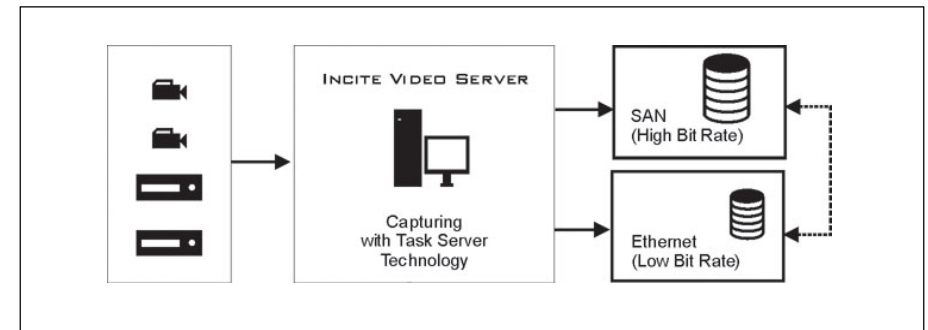 INCITE VIDEO SERVER
Capturing
with Task Server
Technology
SAN
(High Bit Rate)
Ethernet
(Low Bit Rate)